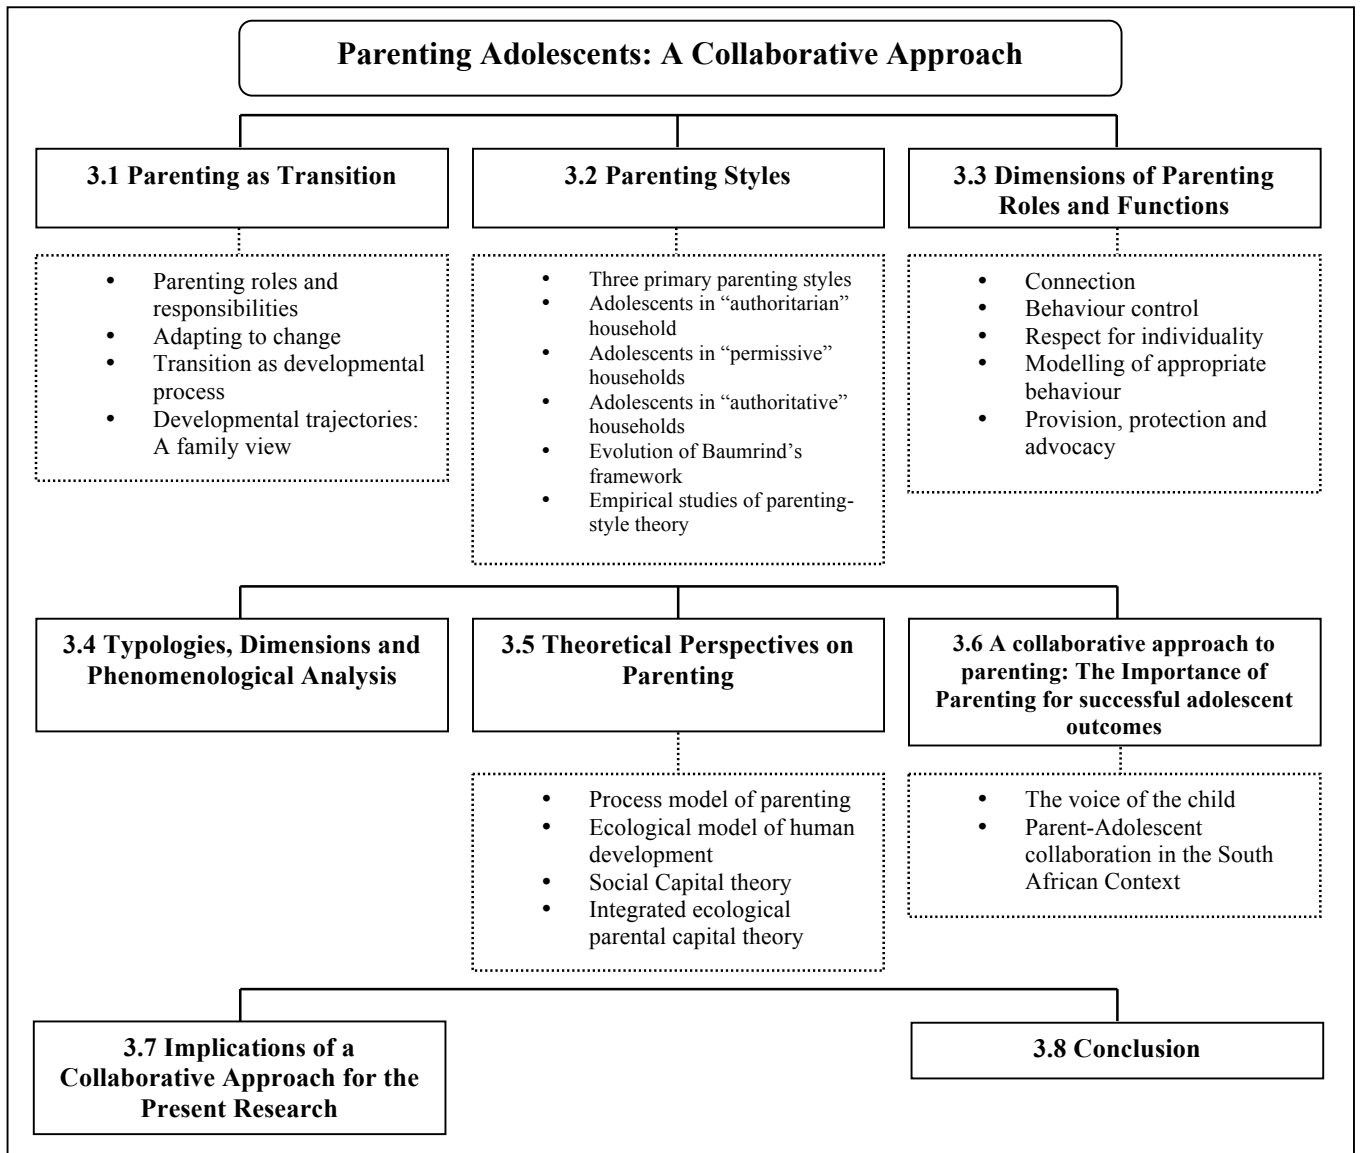 Parenting Adolescents: A Collaborative Approach
3.1 Parenting as Transition
3.2 Parenting Styles
3.3 Dimensions of Parenting
Roles and Functions
• Parenting roles and
responsibilities
• Adapting to change
• Transition as developmental
process
• Developmental trajectories:
A family view
• Three primary parenting styles
• Adolescents in “authoritarian”
household
• Adolescents in “permissive”
households
• Adolescents in “authoritative”
households
• Evolution of Baumrind’s
framework
• Empirical studies of parenting-
style theory
• Connection
• Behaviour control
• Respect for individuality
• Modelling of appropriate
behaviour
• Provision, protection and
advocacy
3.4 Typologies, Dimensions and
Phenomenological Analysis
3.5 Theoretical Perspectives on
Parenting
3.6 A collaborative approach to
parenting: The Importance of
Parenting for successful adolescent
outcomes
• Process model of parenting
• Ecological model of human
development
• Social Capital theory
• Integrated ecological
parental capital theory
• The voice of the child
• Parent-Adolescent
collaboration in the South
African Context
3.7 Implications of a
Collaborative Approach for the
Present Research
3.8 Conclusion